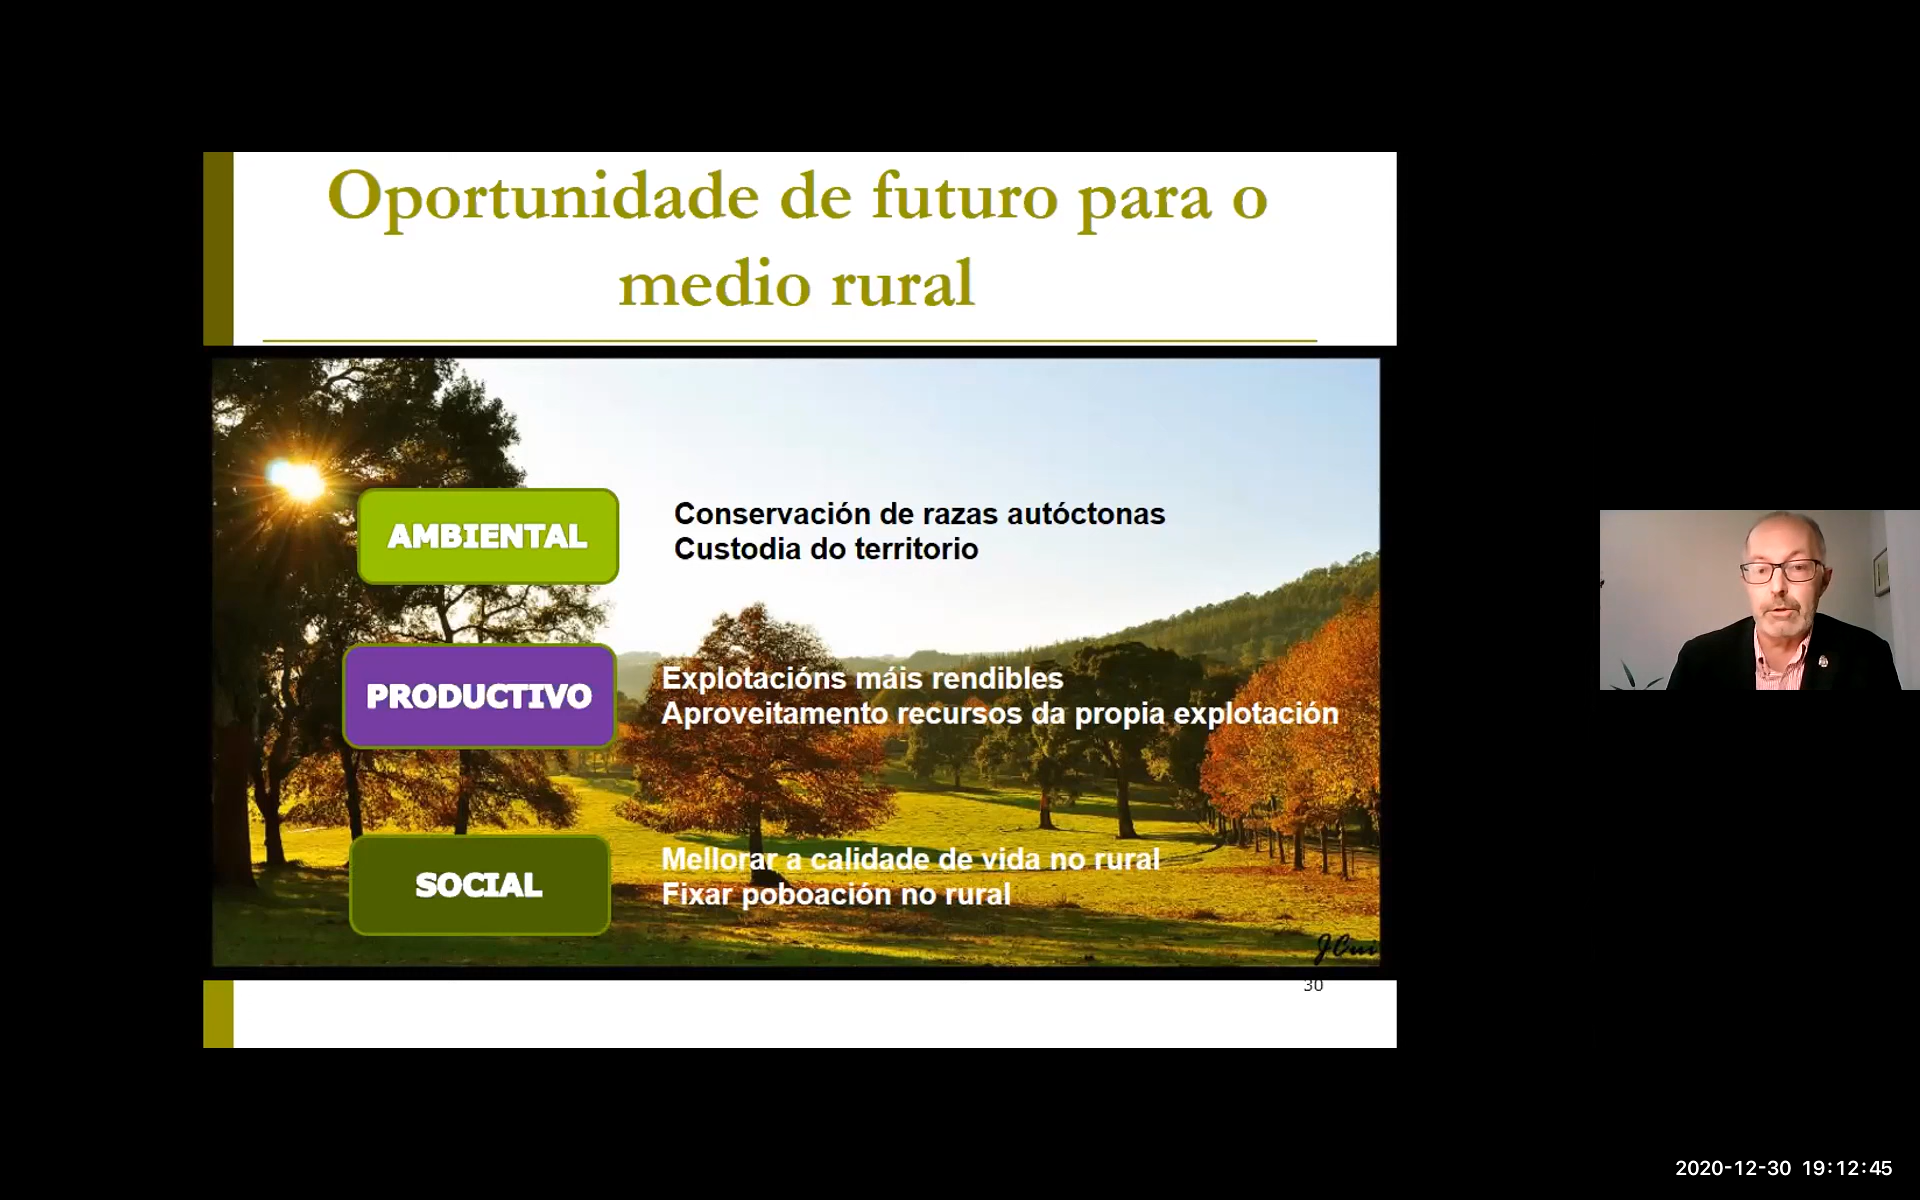 Oportunidade de futuro para o
medio rural
AMBIENTAL
Conservación de razas autóctonas
Custodia do territorio
PRODUCTIVO
Explotacións máis rendibles
Aproveitamento recursos da propia explotación
SOCIAL
Mellorar a calidade de vida no rural
Fixar poboación no rural
30
2020-12-30 19:12:45